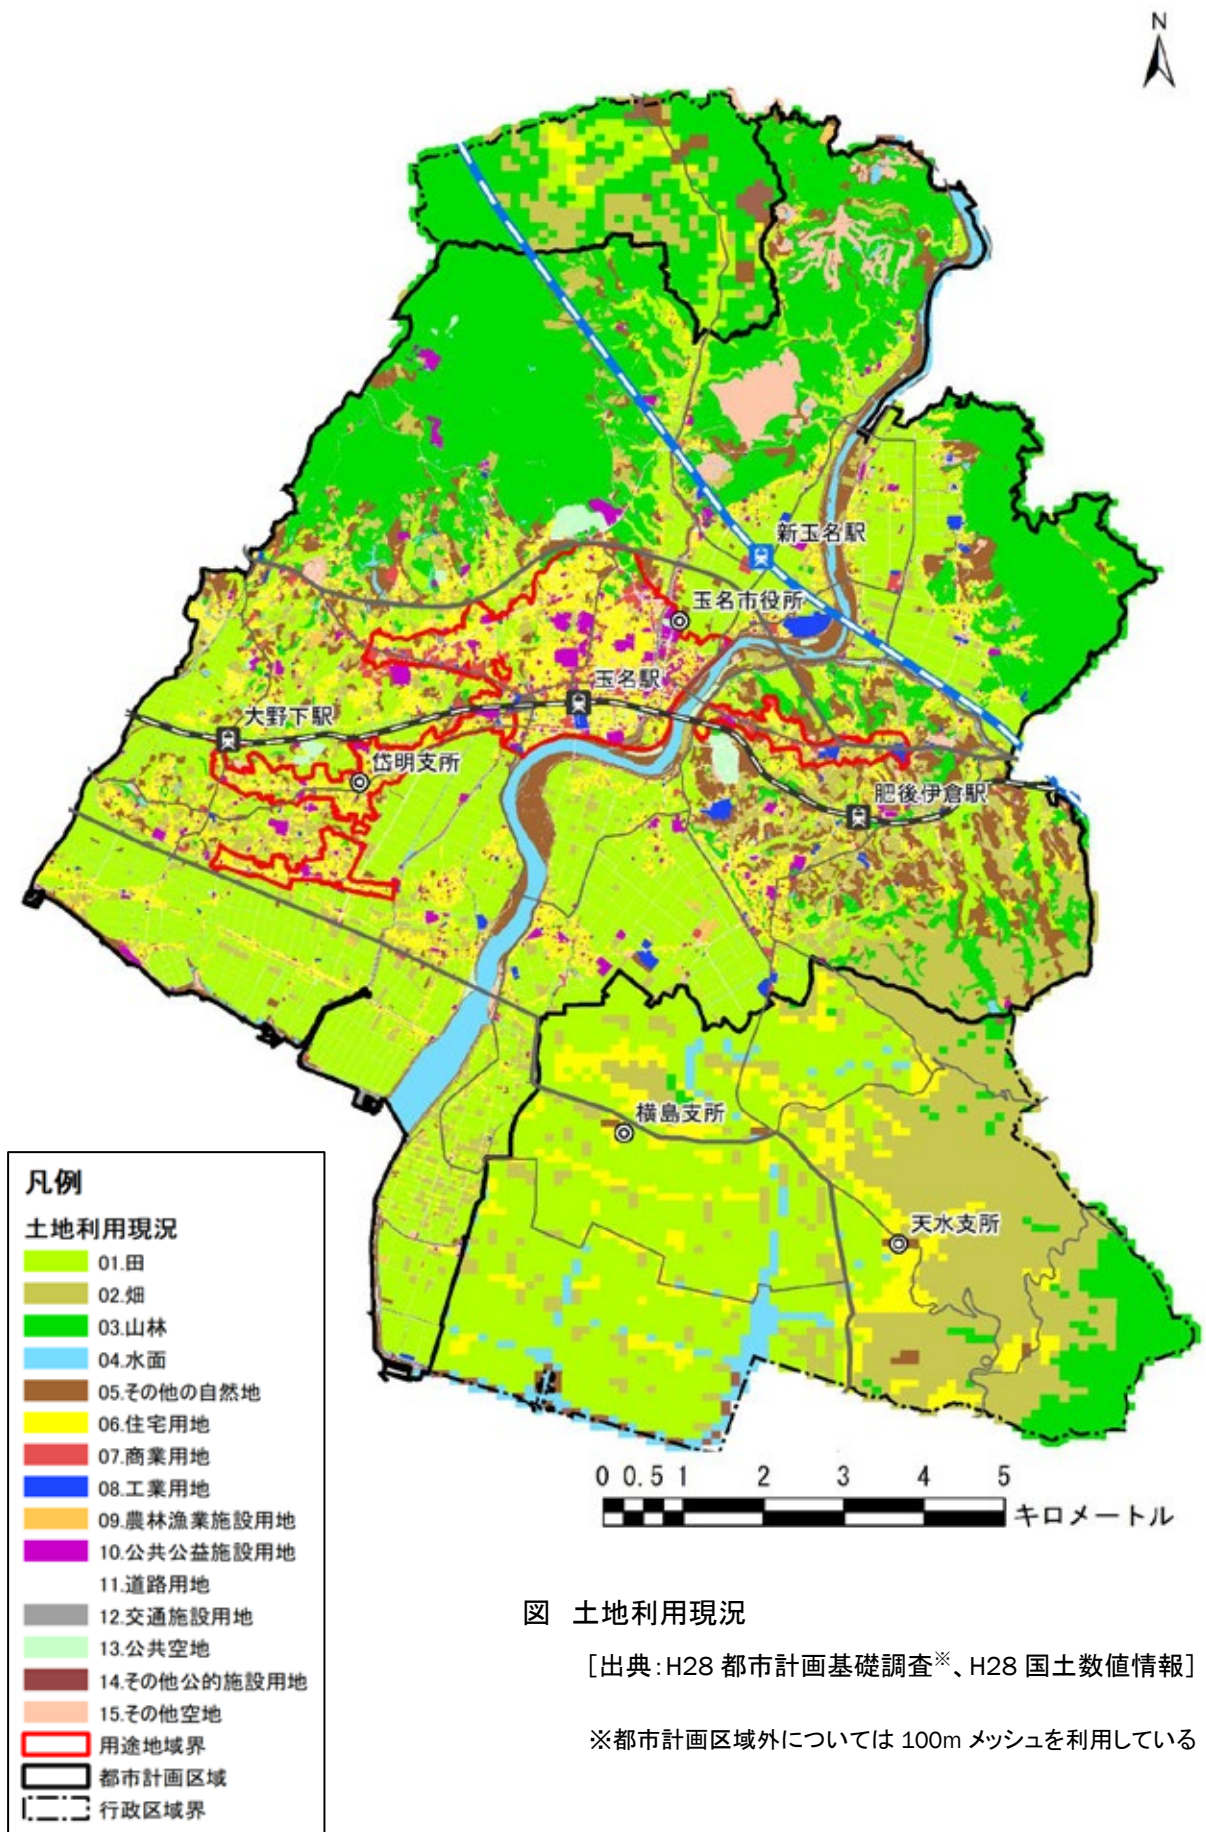 N
新玉名駅
玉名市役所
玉名駅
大野下駅
岱明支所
肥後伊倉駅
横島支所
天水支所
凡例
土地利用現況
01.田
02.畑
03.山林
04.水面
05.その他の自然地
06.住宅用地
07.商業用地
08.工業用地
09.農林漁業施設用地
10.公共公益施設用地
11.道路用地
12.交通施設用地
13.公共空地
14.その他公的施設用地
15.その他空地
用途地域界
都市計画区域
行政区域界
0 0.5 1 2 3 4 5
キロメートル
図 土地利用現況
[出典:H28 都市計画基礎調査※、H28 国土数値情報]
※都市計画区域外については 100m メッシュを利用している